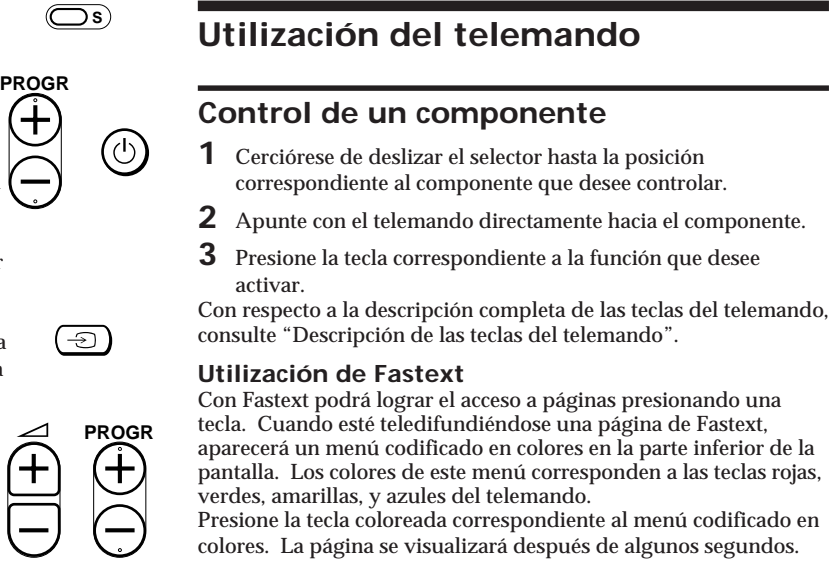 S
PROGR
r
a
PROGR
Utilización del telemando
Control de un componente
1 Cerciórese de deslizar el selector hasta la posición
correspondiente al componente que desee controlar.
2 Apunte con el telemando directamente hacia el componente.
3 Presione la tecla correspondiente a la función que desee
activar.
Con respecto a la descripción completa de las teclas del telemando,
consulte “Descripción de las teclas del telemando”.
Utilización de Fastext
Con Fastext podrá lograr el acceso a páginas presionando una
tecla. Cuando esté teledifundiéndose una página de Fastext,
aparecerá un menú codificado en colores en la parte inferior de la
pantalla. Los colores de este menú corresponden a las teclas rojas,
verdes, amarillas, y azules del telemando.
Presione la tecla coloreada correspondiente al menú codificado en
colores. La página se visualizará después de algunos segundos.